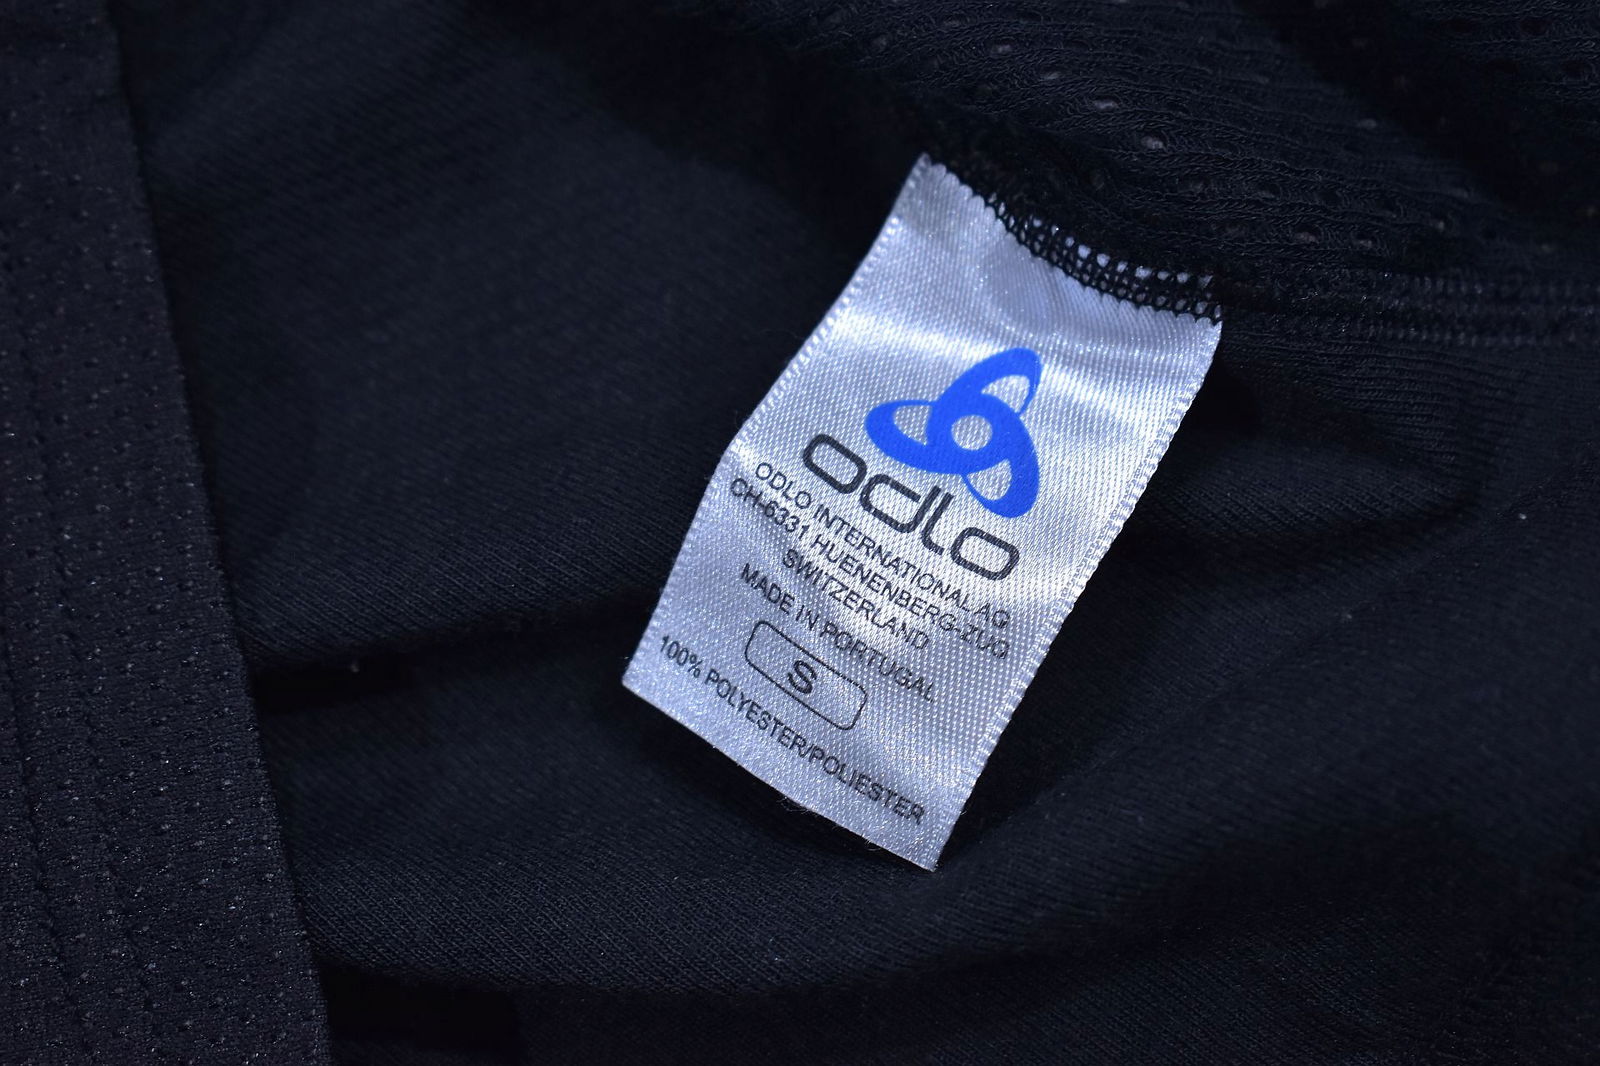 odlo
ODLO INTERNATIONAL AG
CH-6331 HUENENBERG-ZUG
SWITZERLAND
MADE IN PORTUGAL
S
100% POLYESTER/POLIESTER